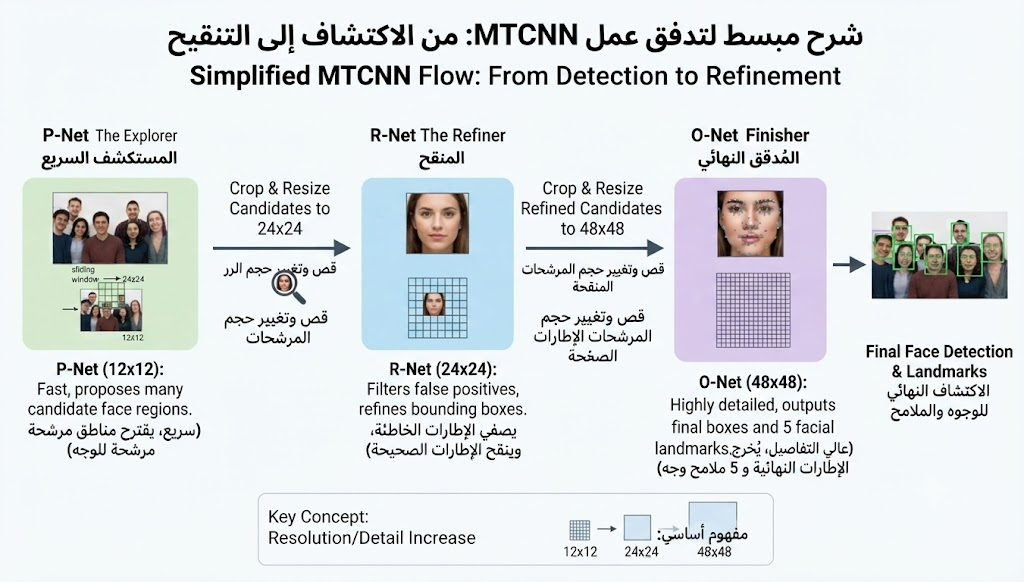 شرح مبسط لتدفق عمل MTCNN: من الاكتشاف إلى التنقيح
Simplified MTCNN Flow: From Detection to Refinement
P-Net The Explorer
المستكشف السريع
sliding
window
24x24
12x12
P-Net (12x12):
Fast, proposes many
candidate face regions.
(سريع، يقترح مناطق مرشحة
مرشحة للوجه)
Crop & Resize
Candidates to
24x24
قص وتغيير حجم الرر
قص وتغيير حجم
المرشحات
R-Net The Refiner
المنقح
R-Net (24x24):
Filters false positives,
refines bounding boxes.
يصفي الإطارات الخاطئة،
وينقح الإطارات الصحيحة)
Crop & Resize
Refined Candidates
to 48x48
قص وتغيير حجم المرشحات
المنقحة
قص وتغيير حجم
المرشحات الإطارات
الصفحة
O-Net Finisher
المُدقق النهائي
O-Net (48x48):
Highly detailed, outputs
final boxes and 5 facial
landmarks.(عالي التفاصيل، يُخرج
الإطارات النهائية و 5 ملامح وجه)
Final Face Detection
& Landmarks
الاكتشاف النهائي
للوجوه والملامح
Key Concept:
Resolution/Detail Increase
مفهوم أساسي:
12x12
24x24
48x48